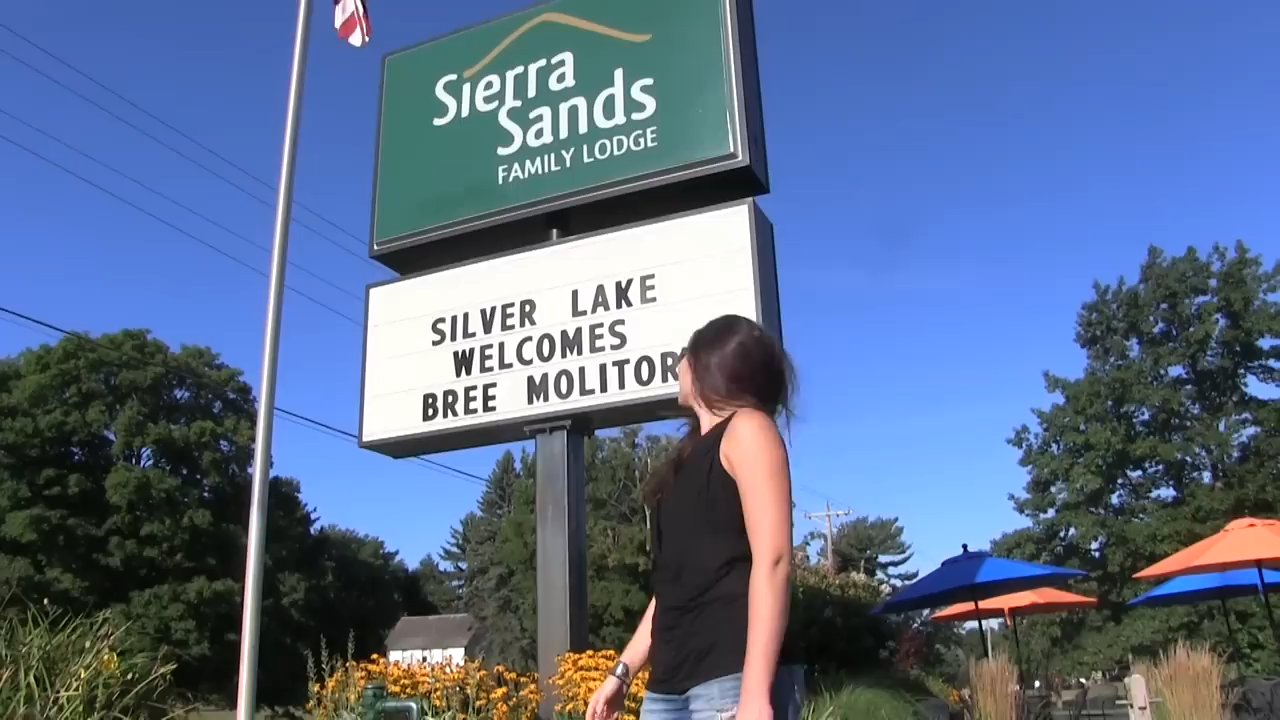 Sierra
Sands
FAMILY LODGE
SILVER LAKE
WELCOMES
BREE MOLITOR